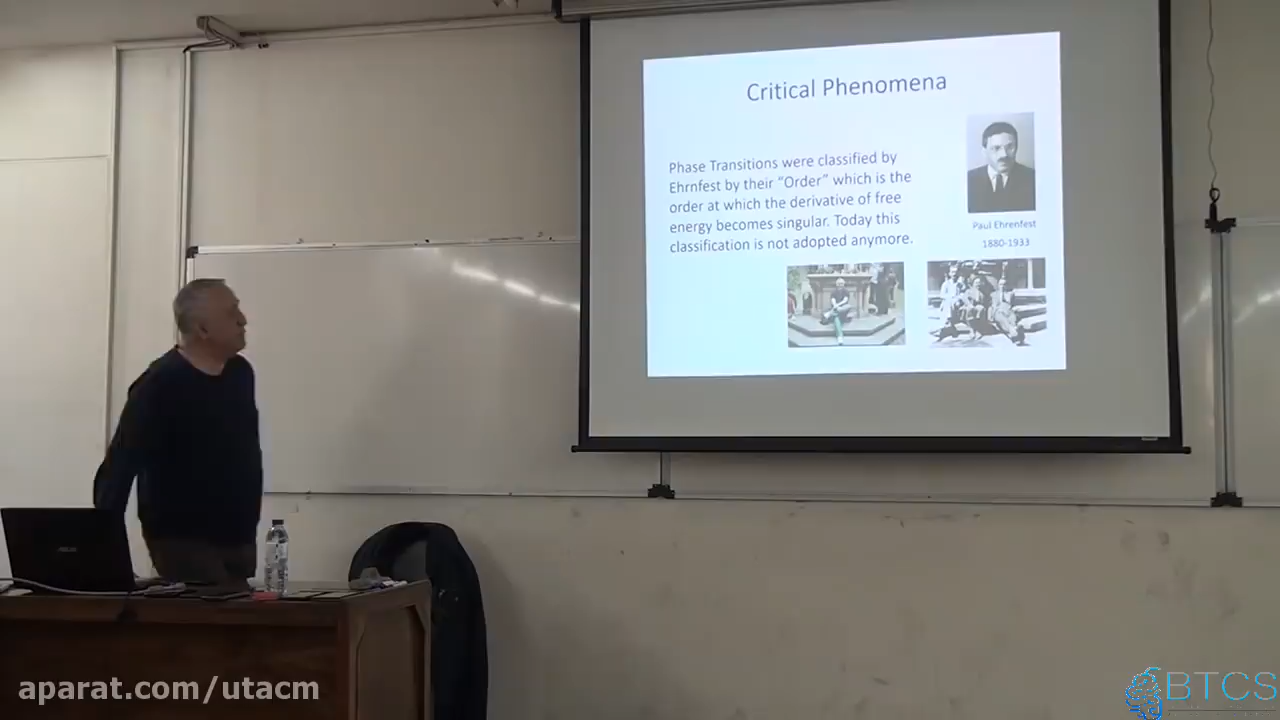 Critical Phenomena
Phase Transitions were classified by
Ehrnfest by their “Order” which is the
order at which the derivative of free
energy becomes singular. Today this
classification is not adopted anymore.
Paul Ehrenfest
1880-1933
ASUS
aparat.com/utacm
BTCS